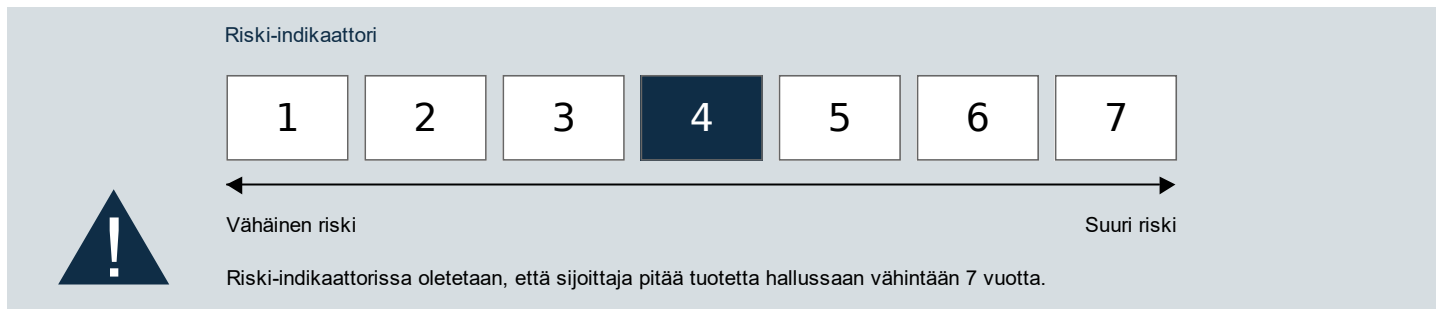 Riski-indikaattori
1 2 3 4 5 6 7
Vähäinen riski Suuri riski
!
Riski-indikaattorissa oletetaan, että sijoittaja pitää tuotetta hallussaan vähintään 7 vuotta.